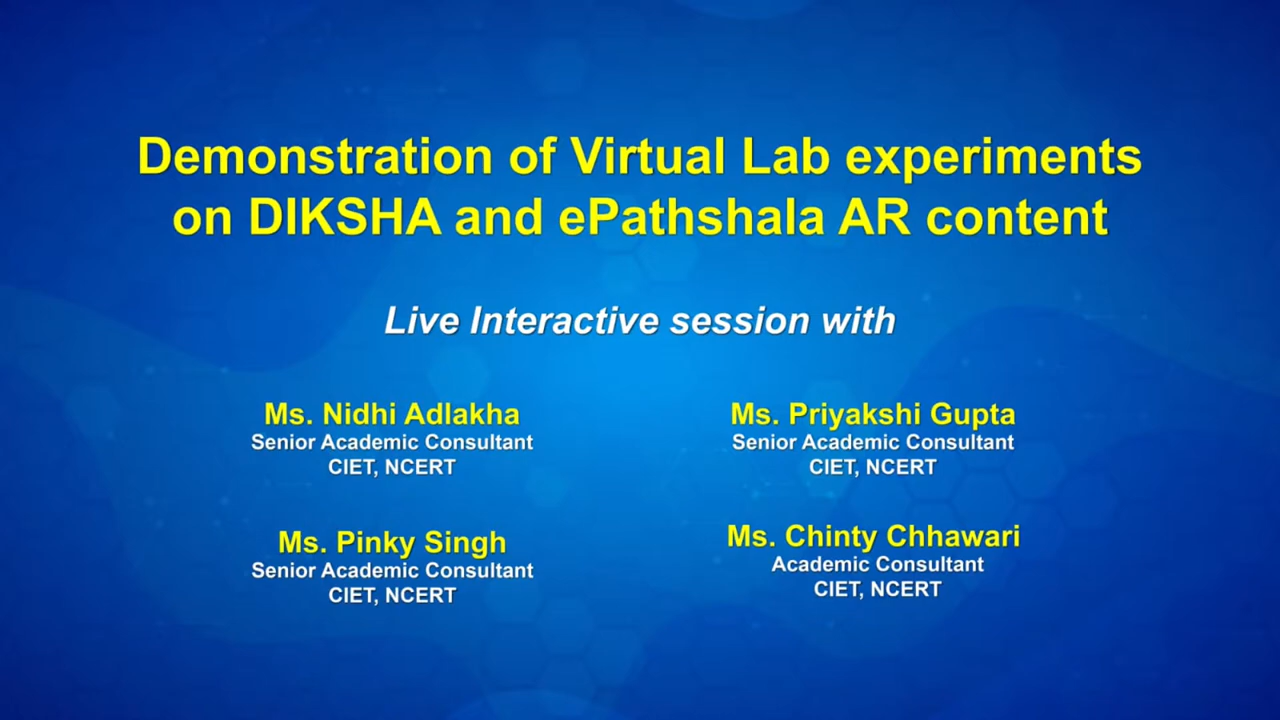 Demonstration of Virtual Lab experiments
on DIKSHA and ePathshala AR content
Live Interactive session with
Ms. Nidhi Adlakha
Senior Academic Consultant
CIET, NCERT
Ms. Priyakshi Gupta
Senior Academic Consultant
CIET, NCERT
Ms. Pinky Singh
Senior Academic Consultant
CIET, NCERT
Ms. Chinty Chhawari
Academic Consultant
CIET, NCERT